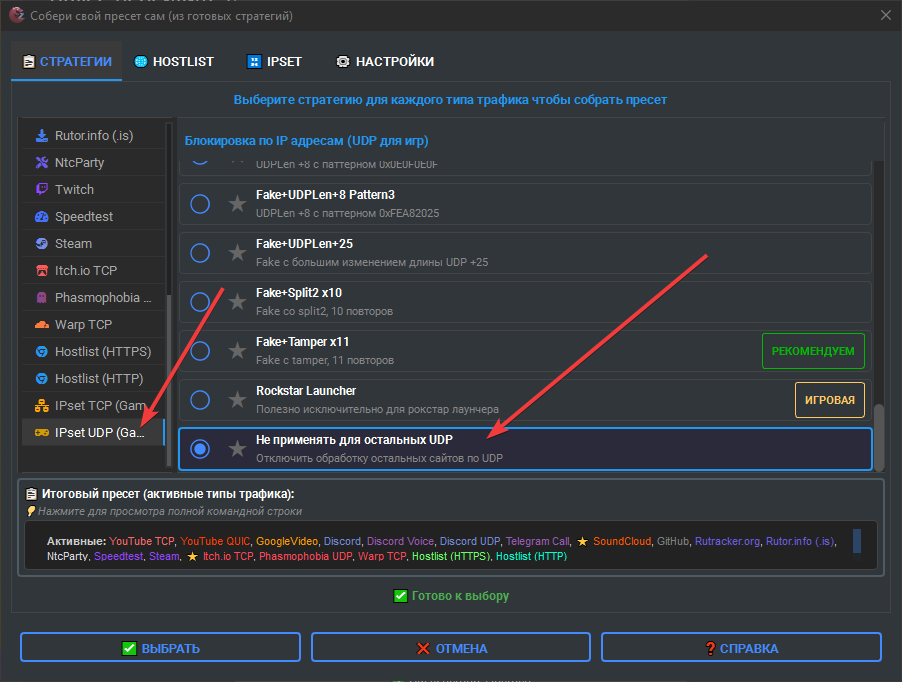 Собери свой пресет сам (из готовых стратегий)
СТРАТЕГИИ
HOSTLIST
IPSET
НАСТРОЙКИ
Выберите стратегию для каждого типа трафика чтобы собрать пресет
Rutor.info (.is)
NtcParty
Twitch
Speedtest
Steam
Itch.io TCP
Phasmophobia ...
Warp TCP
Hostlist (HTTPS)
Hostlist (HTTP)
IPset TCP (Gam
IPset UDP (Ga...
Блокировка по IP адресам (UDP для игр)
UDPLen +8 с паттерном 0x0E0F0E0F
Fake+UDPLen+8 Pattern3
UDPLen +8 с паттерном 0xFEA82025
Fake+UDPLen+25
Fake с большим изменением длины UDP +25
Fake+Split2 x10
Fake со split2, 10 повторов
Fake+Tamper x11
Fake с tamper, 11 повторов
РЕКОМЕНДУЕМ
Rockstar Launcher
Полезно исключительно для рокстар лаунчера
ИГРОВАЯ
Не применять для остальных UDP
Отключить обработку остальных сайтов по UDP
Итоговый пресет (активные типы трафика):
Нажмите для просмотра полной командной строки
Активные: YouTube TCP, YouTube QUIC, GoogleVideo, Discord, Discord Voice, Discord UDP, Telegram Call, ★ SoundCloud, GitHub, Rutracker.org, Rutor.info (.is),
NtcParty, Speedtest, Steam, ★ Itch.io TCP, Phasmophobia UDP, Warp TCP, Hostlist (HTTPS), Hostlist (HTTP)
Готово к выбору
ВЫБРАТЬ
ОТМЕНА
СПРАВКА